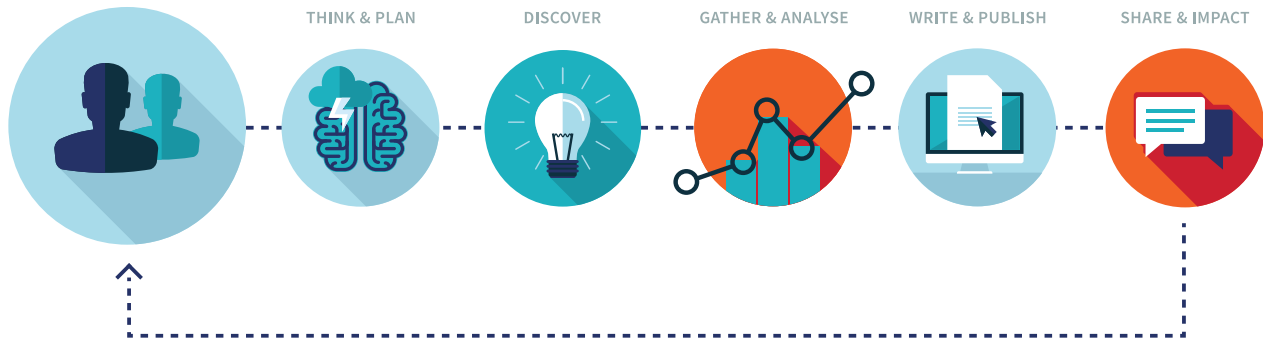 THINK & PLAN
DISCOVER
GATHER & ANALYSE
WRITE & PUBLISH
SHARE & IMPACT